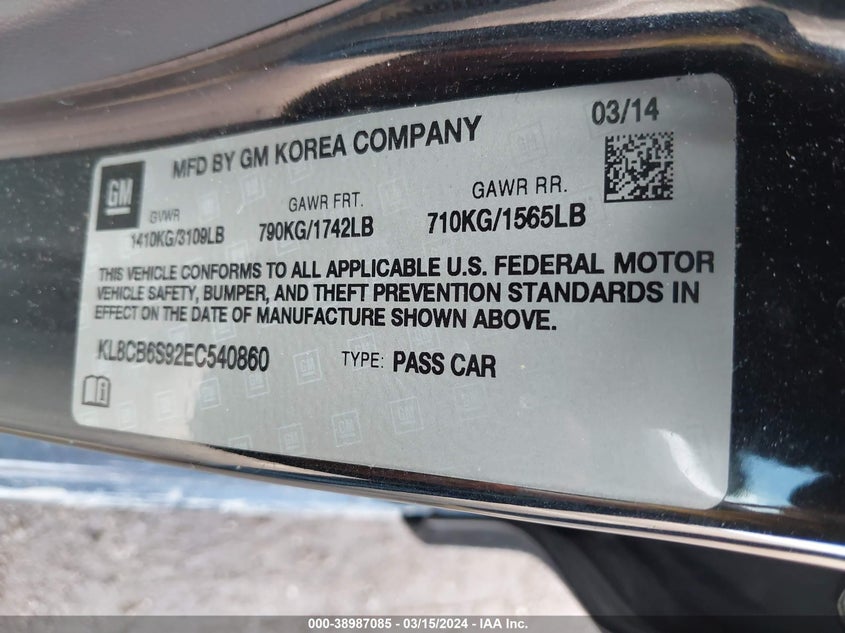 MFD BY GM KOREA COMPANY
03/14
GM
GVWR GAWR FRT. GAWR RR.
1410KG/3109LB 790KG/1742LB 710KG/1565LB
THIS VEHICLE CONFORMS TO ALL APPLICABLE U.S. FEDERAL MOTOR
VEHICLE SAFETY, BUMPER, AND THEFT PREVENTION STANDARDS IN
EFFECT ON THE DATE OF MANUFACTURE SHOWN ABOVE.
KL8CB6S92EC540860 TYPE: PASS CAR
000-38987085 - 03/15/2024 - IAA Inc.